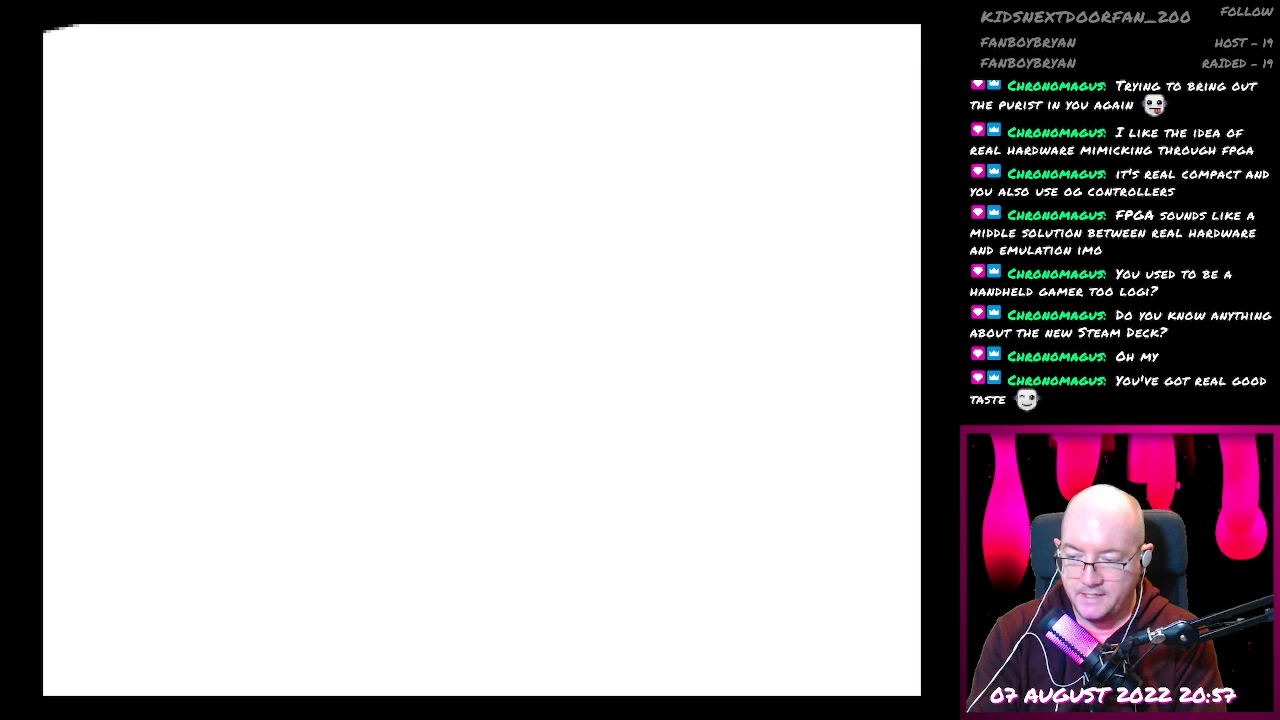 KIDSNEXTDOORFAN_200 FOLLOW
FANBOYBRYAN HOST - 19
FANBOYBRYAN RAIDED - 19
CHRONOMAGUS: TRYING TO BRING OUT
THE PURIST IN YOU AGAIN
CHRONOMAGUS: I LIKE THE IDEA OF
REAL HARDWARE MIMICKING THROUGH FPGA
CHRONOMAGUS: IT'S REAL COMPACT AND
YOU ALSO USE OG CONTROLLERS
CHRONOMAGUS: FPGA SOUNDS LIKE A
MIDDLE SOLUTION BETWEEN REAL HARDWARE
AND EMULATION IMO
CHRONOMAGUS: YOU USED TO BE A
HANDHELD GAMER TOO LOGI?
CHRONOMAGUS: DO YOU KNOW ANYTHING
ABOUT THE NEW STEAM DECK?
CHRONOMAGUS: OH MY
CHRONOMAGUS: YOU'VE GOT REAL GOOD
TASTE
07 AUGUST 2022 20:57